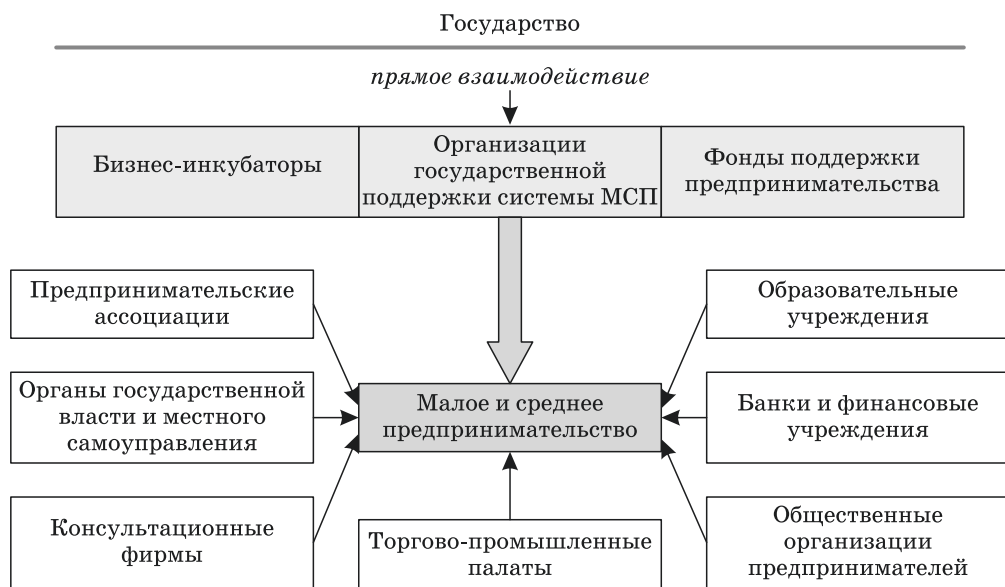 Государство
прямое взаимодействие
Бизнес-инкубаторы
Организации
государственной
поддержки системы МСП
Фонды поддержки
предпринимательства
Предпринимательские
ассоциации
Образовательные
учреждения
Органы государственной
власти и местного
самоуправления
Малое и среднее
предпринимательство
Банки и финансовые
учреждения
Консультационные
фирмы
Торгово-промышленные
палаты
Общественные
организации
предпринимателей